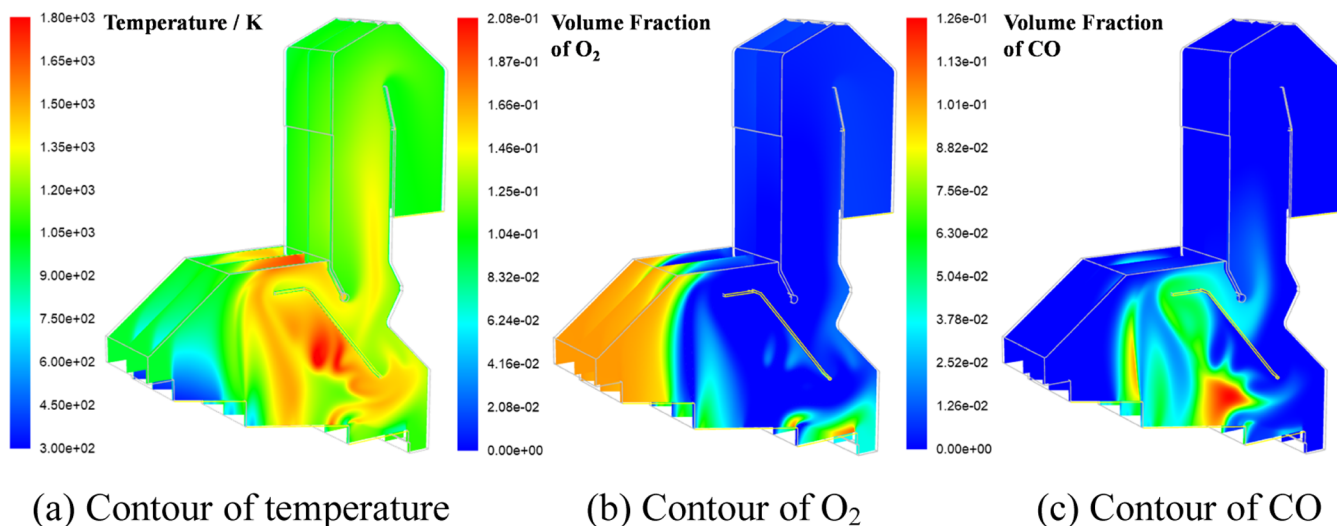 Temperature / K
1.80e+03
1.65e+03
1.50e+03
1.35e+03
1.20e+03
1.05e+03
9.00e+02
7.50e+02
6.00e+02
4.50e+02
3.00e+02
(a) Contour of temperature
Volume Fraction
of O₂
2.08e-01
1.87e-01
1.66e-01
1.46e-01
1.25e-01
1.04e-01
8.32e-02
6.24e-02
4.16e-02
2.08e-02
0.00e+00
(b) Contour of O₂
Volume Fraction
of CO
1.26e-01
1.13e-01
1.01e-01
8.82e-02
7.56e-02
6.30e-02
5.04e-02
3.78e-02
2.52e-02
1.26e-02
0.00e+00
(c) Contour of CO